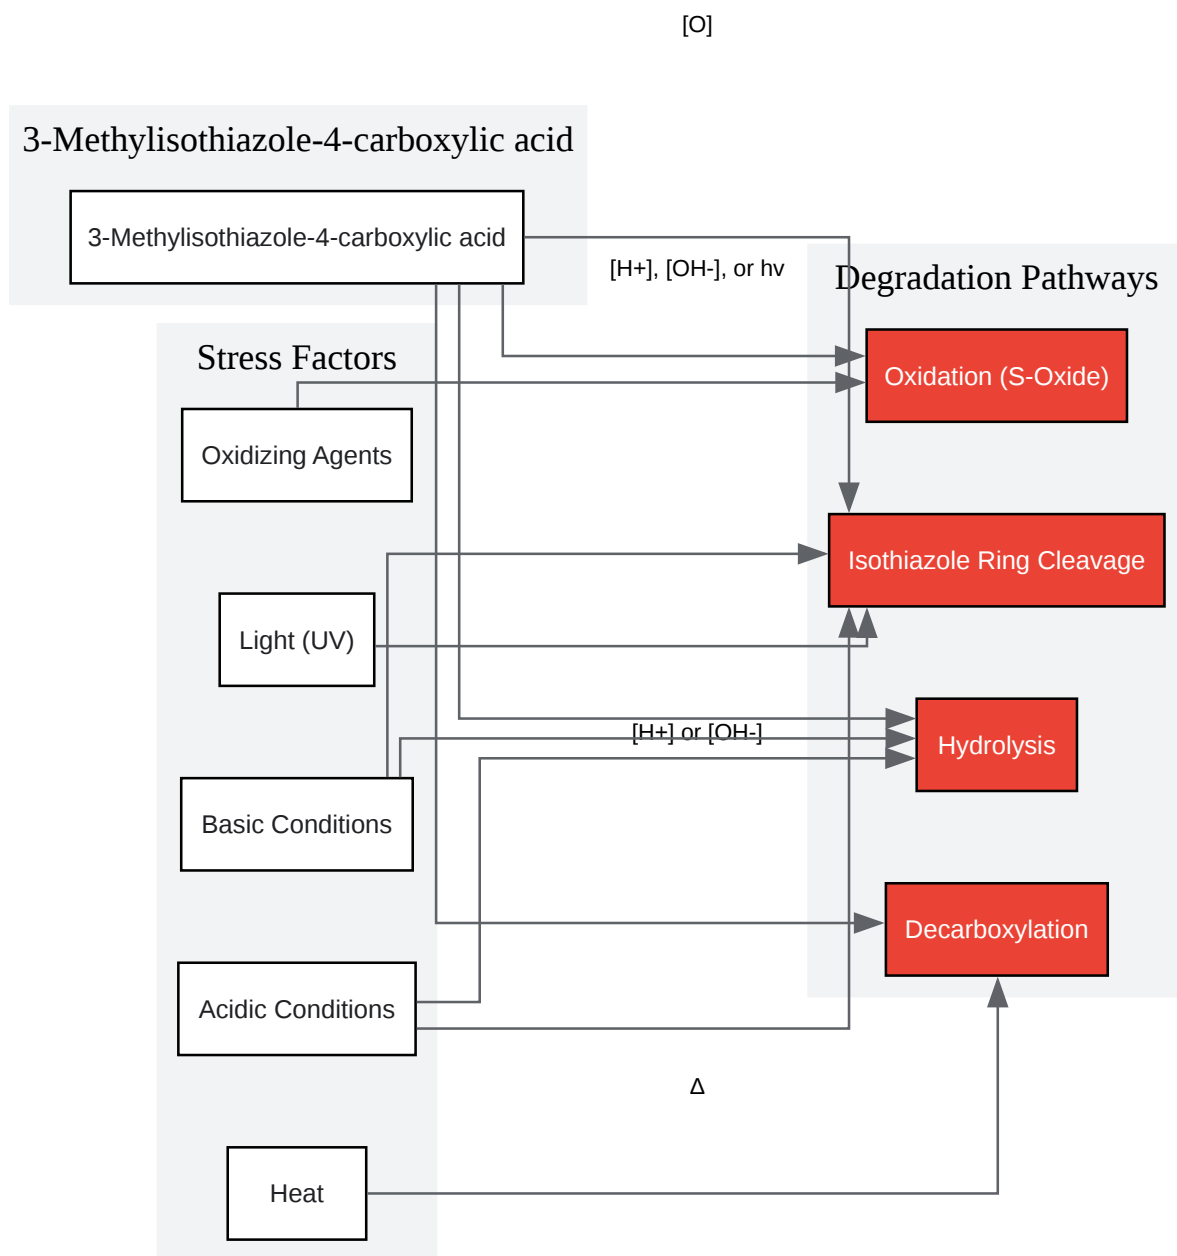 [O]
3-Methylisothiazole-4-carboxylic acid
3-Methylisothiazole-4-carboxylic acid
[H+], [OH-], or hv
Degradation Pathways
Stress Factors
Oxidation (S-Oxide)
Oxidizing Agents
Isothiazole Ring Cleavage
Light (UV)
[H+] or [OH-]
Hydrolysis
Basic Conditions
Decarboxylation
Acidic Conditions
Δ
Heat